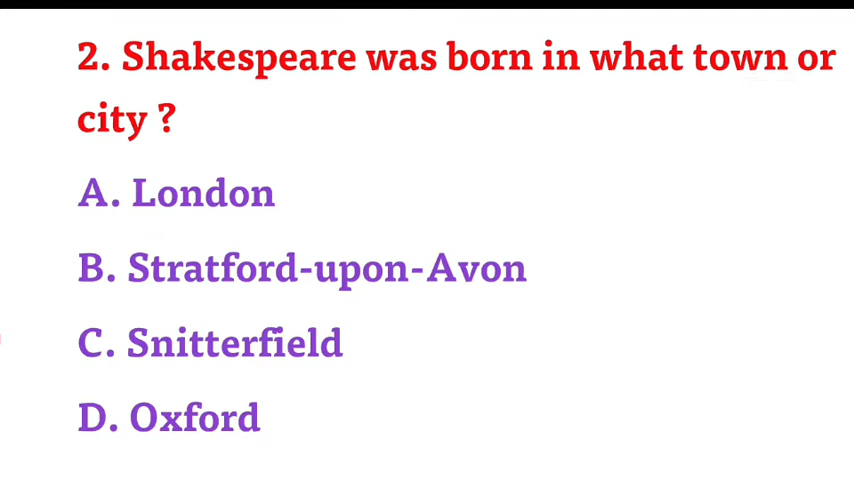 2. Shakespeare was born in what town or
city ?
A. London
B. Stratford-upon-Avon
C. Snitterfield
D. Oxford